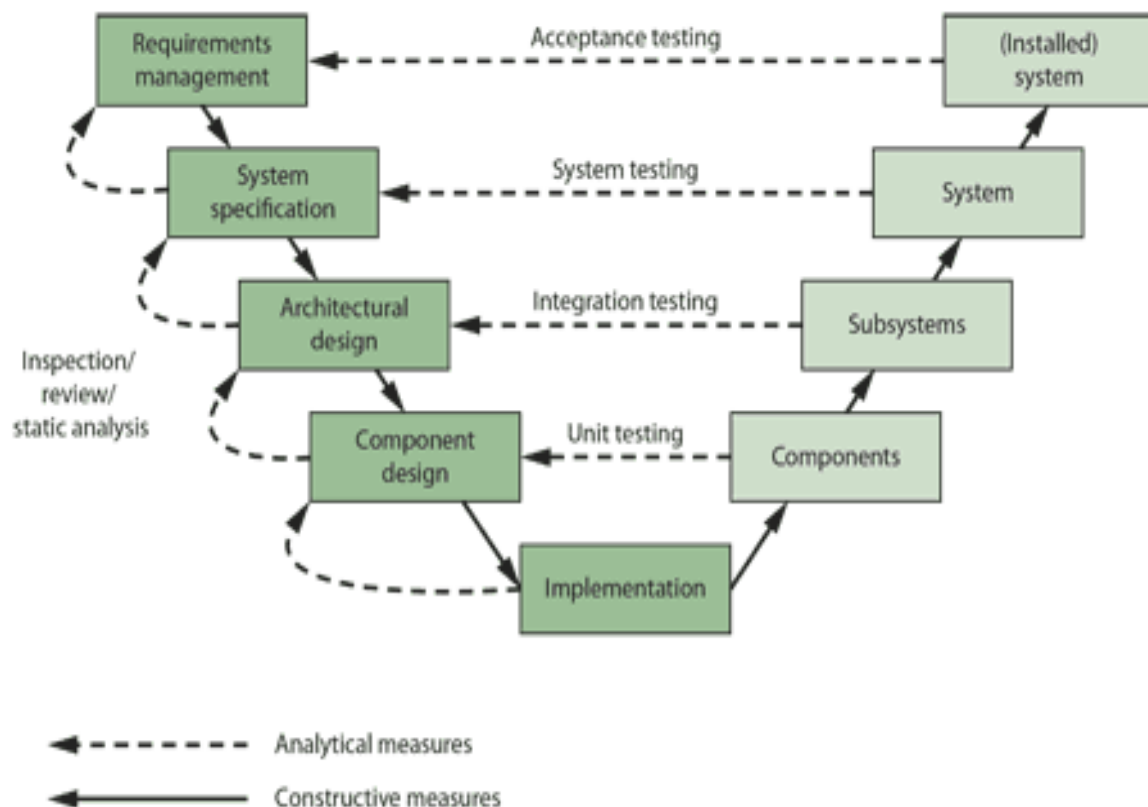 Requirements
management
Acceptance testing
(Installed)
system
System
specification
System testing
System
Architectural
design
Integration testing
Subsystems
Inspection/
review/
static analysis
Component
design
Unit testing
Components
Implementation
Analytical measures
Constructive measures